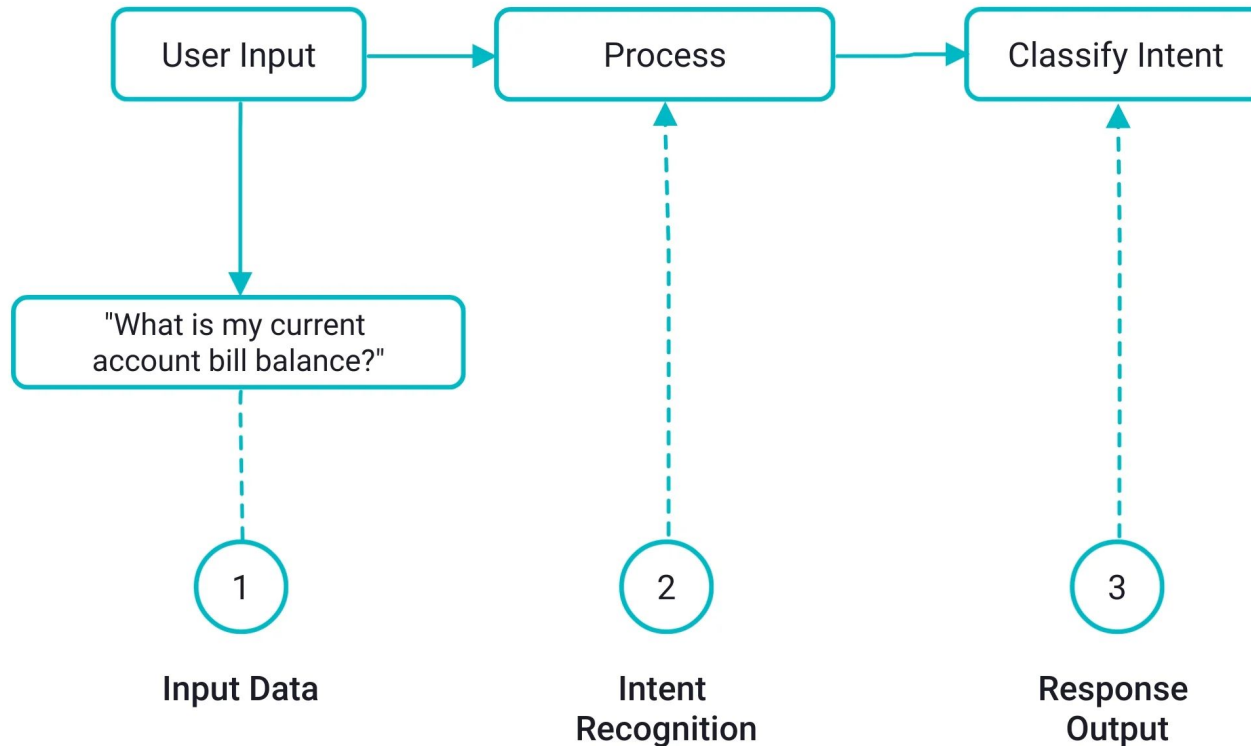 User Input
Process
Classify Intent
"What is my current
account bill balance?"
1
2
3
Input Data
Intent
Recognition
Response
Output